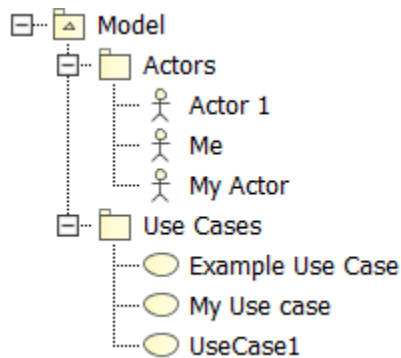 Model
Actors
Actor 1
Me
My Actor
Use Cases
Example Use Case
My Use case
UseCase1